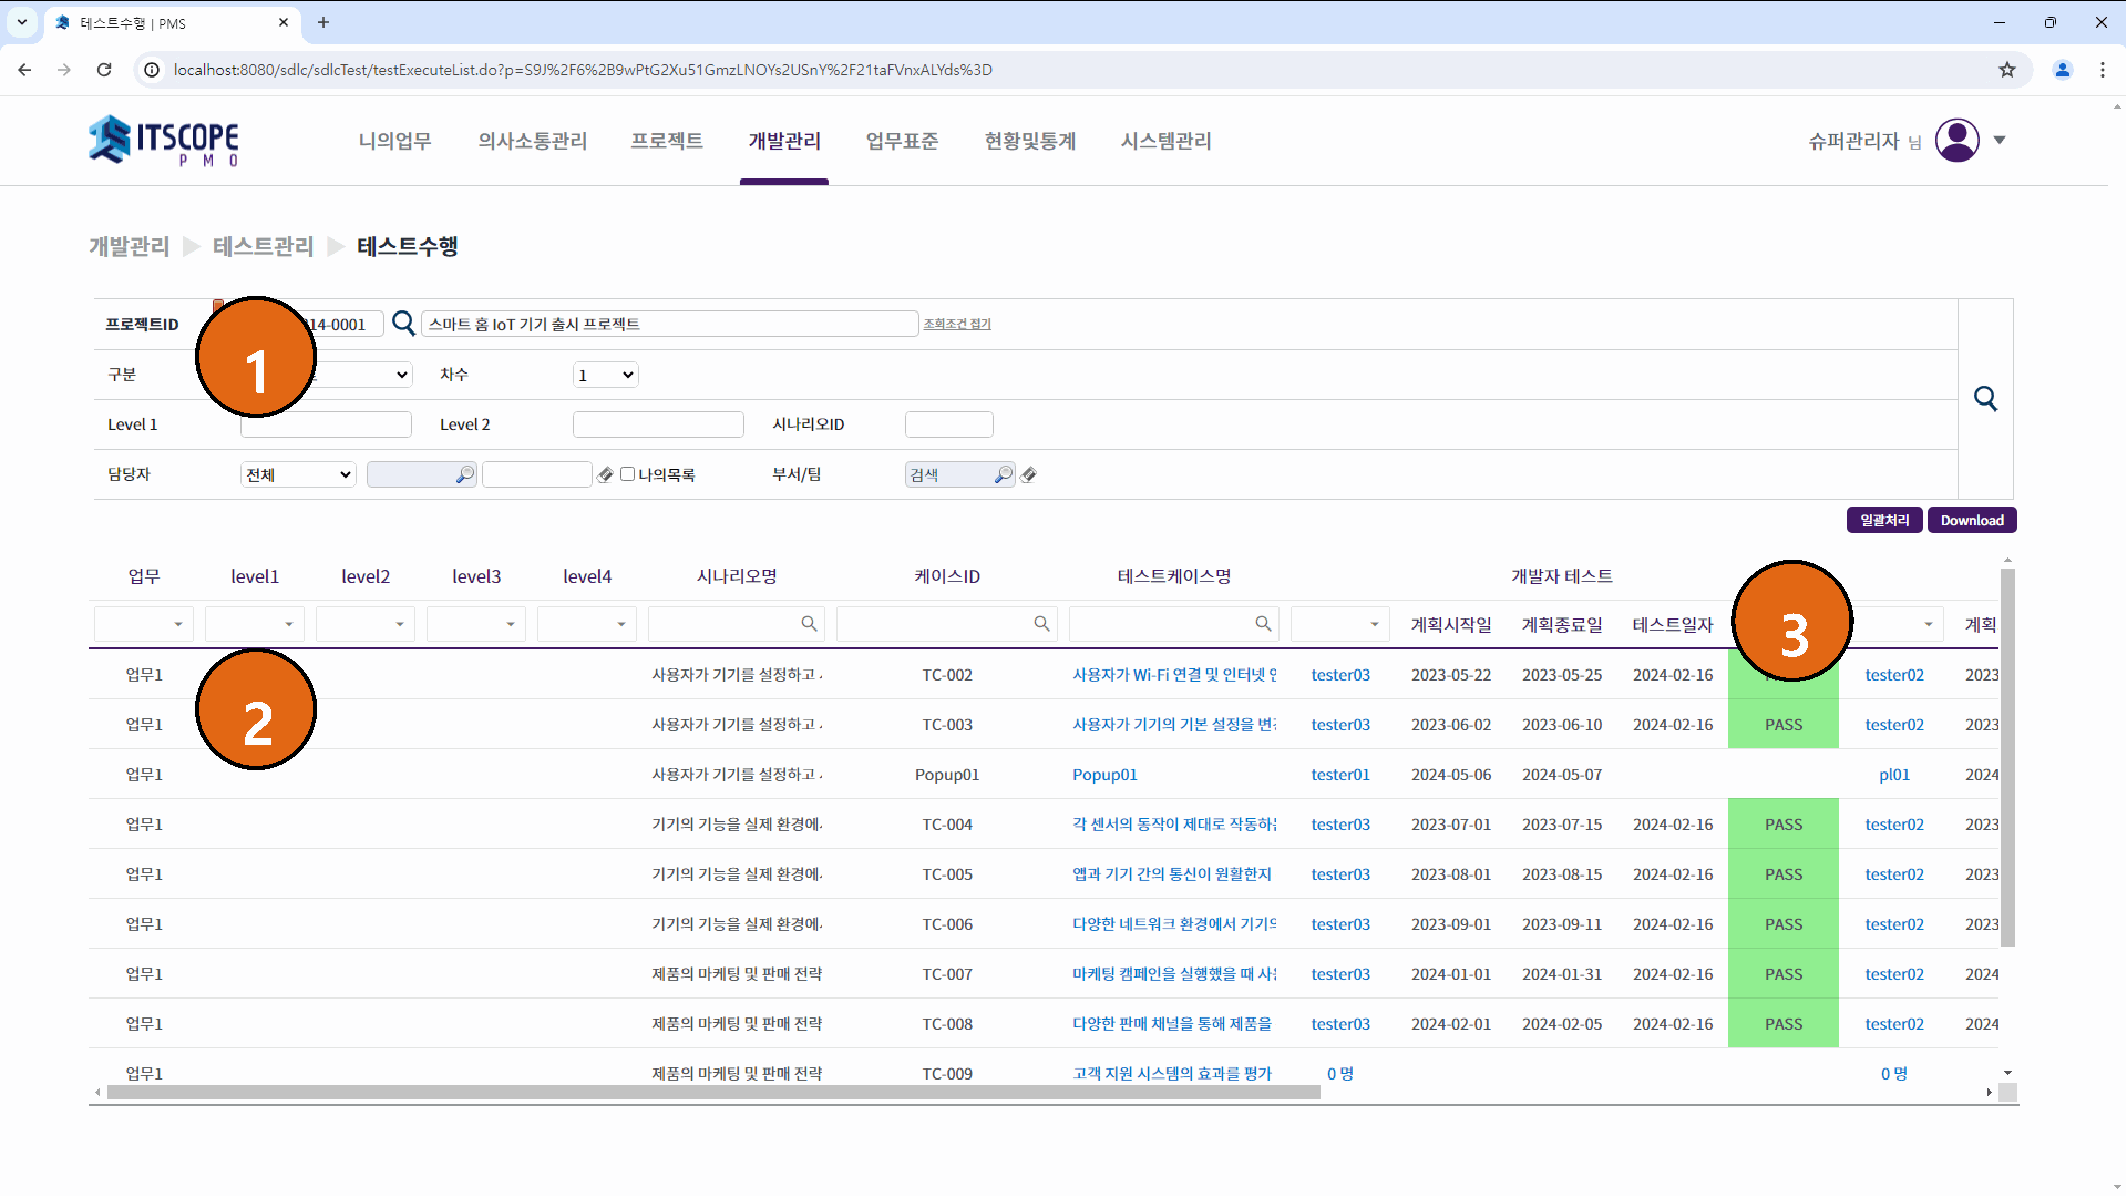 테스트수행 | PMS
localhost:8080/sdlc/sdlcTest/testExecuteList.do?p=S9J%2F6%2B9wPtG2Xu51GmzLNOYs2USnY%2F21taFVnxALYds%3D
ITSCOPE PMO
니의업무 의사소통관리 프로젝트 개발관리 업무표준 현황및통계 시스템관리
슈퍼관리자 님
개발관리 테스트관리 테스트수행
프로젝트ID 014-0001 스마트 홈 IoT 기기 출시 프로젝트 조회조건 접기
1
구분 차수 1
Level 1 Level 2 시나리오ID
담당자 전체 나의목록 부서/팀 검색
일괄처리 Download
업무 level1 level2 level3 level4 시나리오명 케이스ID 테스트케이스명 개발자 테스트
계획시작일 계획종료일 테스트일자 3 계획
업무1 사용자가 기기를 설정하고 TC-002 사용자가 Wi-Fi 연결 및 인터넷 tester03 2023-05-22 2023-05-25 2024-02-16 tester02 2023
2
업무1 사용자가 기기를 설정하고 TC-003 사용자가 기기의 기본 설정을 변경 tester03 2023-06-02 2023-06-10 2024-02-16 PASS tester02 2023
업무1 사용자가 기기를 설정하고 Popup01 Popup01 tester01 2024-05-06 2024-05-07 pl01 2024
업무1 기기의 기능을 실제 환경에서 TC-004 각 센서의 동작이 제대로 작동하는 tester03 2023-07-01 2023-07-15 2024-02-16 PASS tester02 2023
업무1 기기의 기능을 실제 환경에서 TC-005 앱과 기기 간의 통신이 원활한지 tester03 2023-08-01 2023-08-15 2024-02-16 PASS tester02 2023
업무1 기기의 기능을 실제 환경에서 TC-006 다양한 네트워크 환경에서 기기의 tester03 2023-09-01 2023-09-11 2024-02-16 PASS tester02 2023
업무1 제품의 마케팅 및 판매 전략 TC-007 마케팅 캠페인을 실행했을 때 tester03 2024-01-01 2024-01-31 2024-02-16 PASS tester02 2024
업무1 제품의 마케팅 및 판매 전략 TC-008 다양한 판매 채널을 통해 제품을 tester03 2024-02-01 2024-02-05 2024-02-16 PASS tester02 2024
업무1 제품의 마케팅 및 판매 전략 TC-009 고객 지원 시스템의 효과를 평가 0 명 0 명